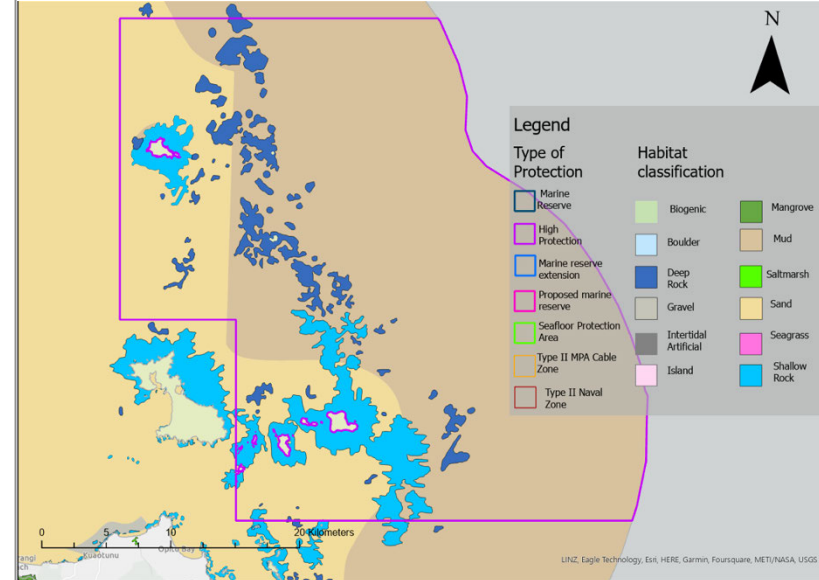 N
Legend
Type of
Protection
Marine
Reserve
High
Protection
Marine reserve
extension
Proposed marine
reserve
Seafloor Protection
Area
Type II MPA Cable
Zone
Type II Naval
Zone
Habitat
classification
Biogenic
Boulder
Deep
Rock
Gravel
Intertidal
Artificial
Island
Mangrove
Mud
Saltmarsh
Sand
Seagrass
Shallow
Rock
0 5 10 20 Kilometers
Kuaotunu
Opito Bay
LINZ, Eagle Technology, Esri, HERE, Garmin, Foursquare, METI/NASA, USGS